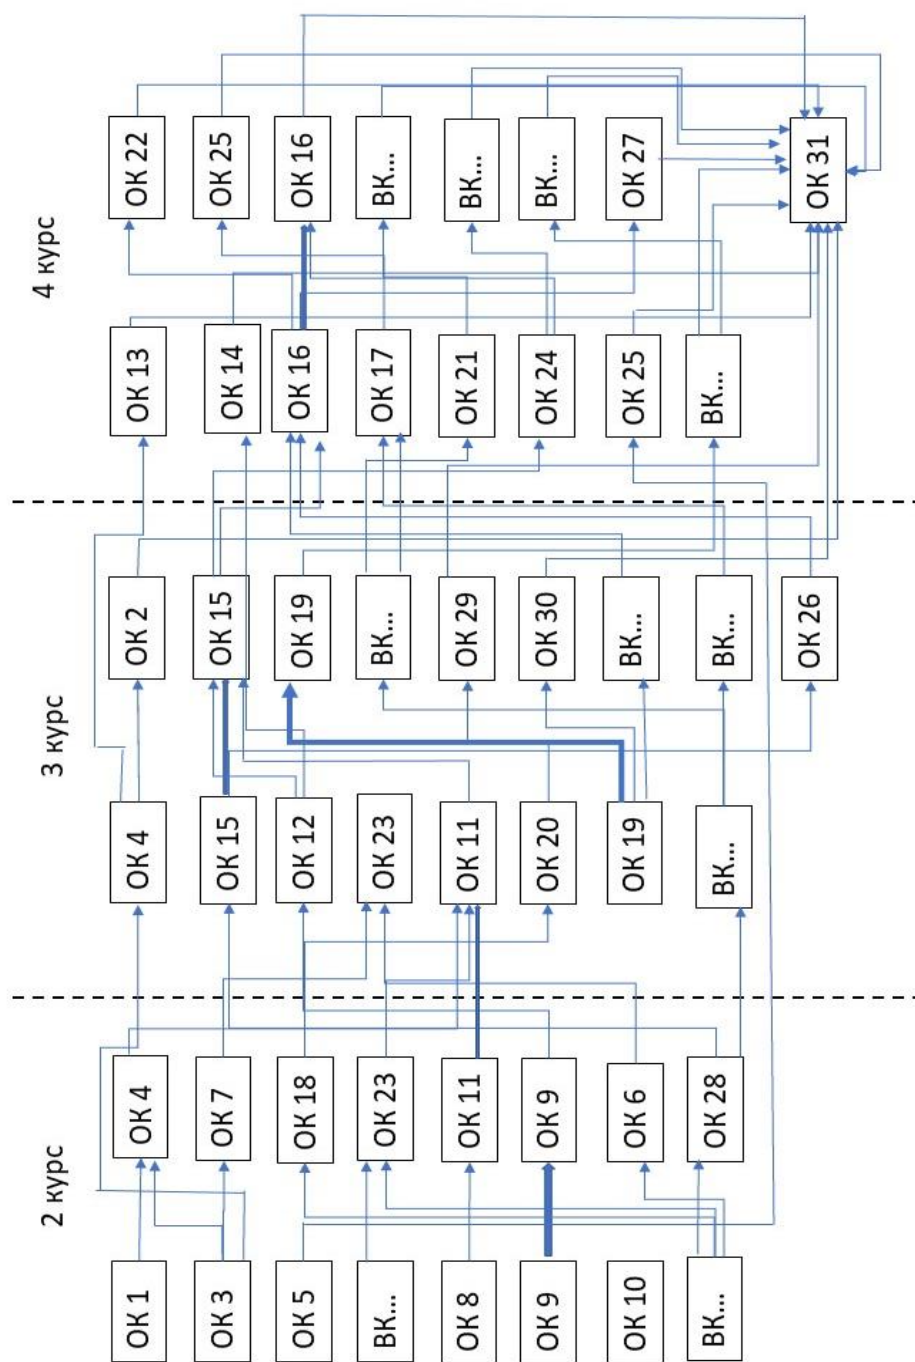 2 курс
3 курс
4 курс
ОК 1
ОК 3
ОК 5
ВК...
ОК 8
ОК 9
ОК 10
ВК...
ОК 4
ОК 7
ОК 18
ОК 23
ОК 11
ОК 9
ОК 6
ОК 28
ОК 4
ОК 15
ОК 12
ОК 23
ОК 11
ОК 20
ОК 19
ВК...
ОК 2
ОК 15
ОК 19
ВК...
ОК 29
ОК 30
ВК...
ВК...
ОК 26
ОК 13
ОК 14
ОК 16
ОК 17
ОК 21
ОК 24
ОК 25
ВК...
ОК 22
ОК 25
ОК 16
ВК...
ВК...
ВК...
ОК 27
ОК 31